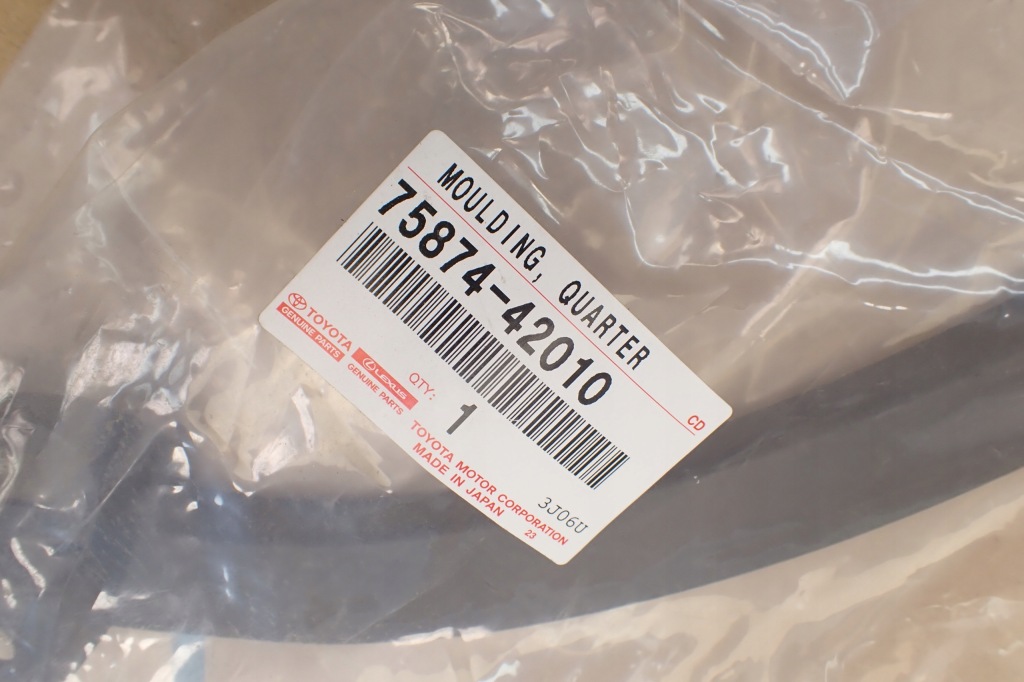 MOULDING, QUARTER
75874-42010
CD
TOYOTA
GENUINE PARTS
LEXUS
GENUINE PARTS
QTY:
1
3J06U
TOYOTA MOTOR CORPORATION
MADE IN JAPAN
23